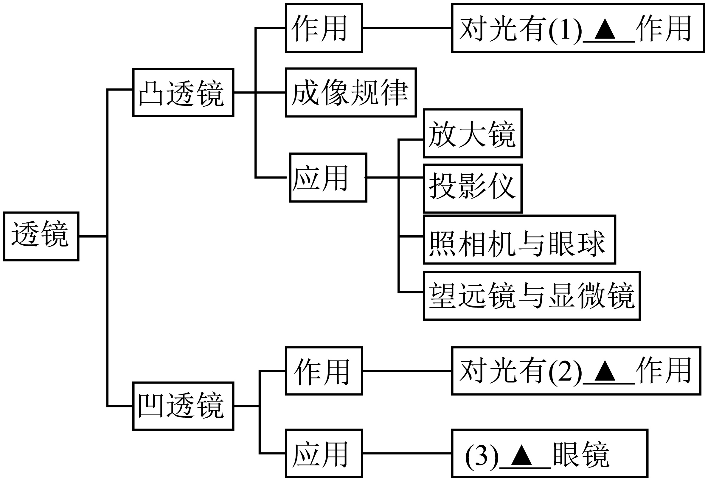 作用
对光有(1) ▲ 作用
凸透镜
成像规律
放大镜
应用
投影仪
透镜
照相机与眼球
望远镜与显微镜
作用
对光有(2) ▲ 作用
凹透镜
应用
(3) ▲ 眼镜